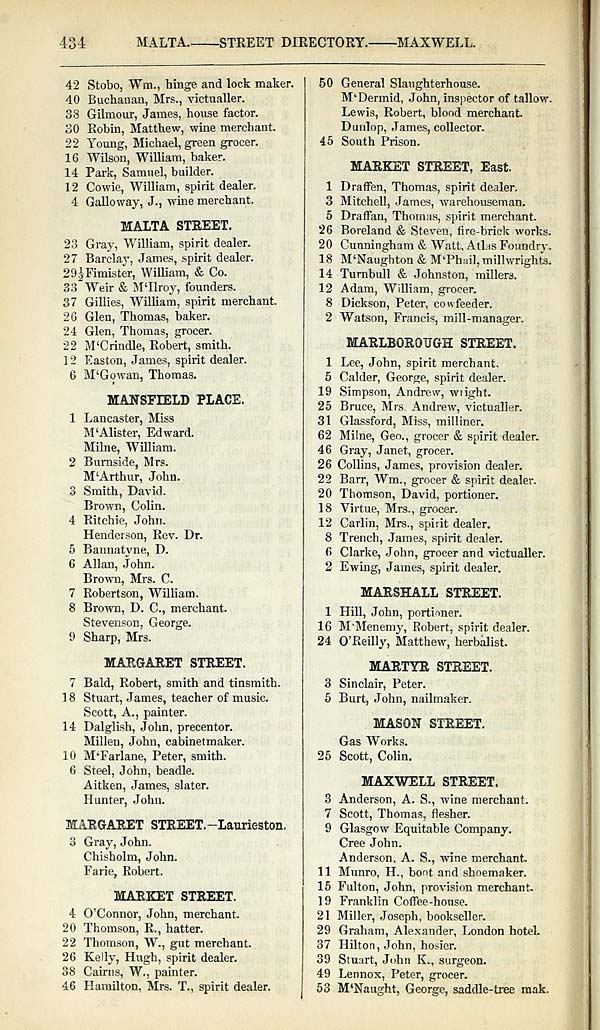 434 MALTA.——STREET DIRECTORY.——MAXWELL.
42 Stobo, Wm., hinge and lock maker.
40 Buchanan, Mrs., victualler.
38 Gilmour, James, house factor.
30 Robin, Matthew, wine merchant.
22 Young, Michael, green grocer.
16 Wilson, William, baker.
14 Park, Samuel, builder.
12 Cowie, William, spirit dealer.
4 Galloway, J., wine merchant.
MALTA STREET.
23 Gray, William, spirit dealer.
27 Barclay, James, spirit dealer.
29½ Fimister, William, & Co.
33 Weir & M‘Ilroy, founders.
37 Gillies, William, spirit merchant.
26 Glen, Thomas, baker.
24 Glen, Thomas, grocer.
22 M‘Crindle, Robert, smith.
12 Easton, James, spirit dealer.
6 M‘Gowan, Thomas.
MANSFIELD PLACE.
1 Lancaster, Miss
M‘Alister, Edward.
Milne, William.
2 Burnside, Mrs.
M‘Arthur, John.
3 Smith, David.
Brown, Colin.
4 Ritchie, John.
Henderson, Rev. Dr.
5 Bannatyne, D.
6 Allan, John.
Brown, Mrs. C.
7 Robertson, William.
8 Brown, D. C., merchant.
Stevenson, George.
9 Sharp, Mrs.
MARGARET STREET.
7 Bald, Robert, smith and tinsmith.
18 Stuart, James, teacher of music.
Scott, A., painter.
14 Dalglish, John, precentor.
Millen, John, cabinetmaker.
10 M‘Farlane, Peter, smith.
6 Steel, John, beadle.
Aitken, James, slater.
Hunter, John.
MARGARET STREET.—Laurieston.
3 Gray, John.
Chisholm, John.
Farie, Robert.
MARKET STREET.
4 O’Connor, John, merchant.
20 Thomson, R., hatter.
22 Thomson, W., gut merchant.
26 Kelly, Hugh, spirit dealer.
38 Cairns, W., painter.
46 Hamilton, Mrs. T., spirit dealer.
50 General Slaughterhouse.
M‘Dermid, John, inspector of tallow.
Lewis, Robert, blood merchant.
Dunlop, James, collector.
45 South Prison.
MARKET STREET, East.
1 Draffen, Thomas, spirit dealer.
3 Mitchell, James, warehouseman.
5 Draffan, Thomas, spirit merchant.
26 Boreland & Steven, fire-brick works.
20 Cunningham & Watt, Atlas Foundry.
18 M‘Naughton & M‘Phail, millwrights.
14 Turnbull & Johnston, millers.
12 Adam, William, grocer.
8 Dickson, Peter, cowfeeder.
2 Watson, Francis, mill-manager.
MARLBOROUGH STREET.
1 Lee, John, spirit merchant.
5 Calder, George, spirit dealer.
19 Simpson, Andrew, wright.
25 Bruce, Mrs. Andrew, victualler.
31 Glassford, Miss, milliner.
62 Milne, Geo., grocer & spirit dealer.
46 Gray, Janet, grocer.
26 Collins, James, provision dealer.
22 Barr, Wm., grocer & spirit dealer.
20 Thomson, David, portioner.
18 Virtue, Mrs., grocer.
12 Carlin, Mrs., spirit dealer.
8 Trench, James, spirit dealer.
6 Clarke, John, grocer and victualler.
2 Ewing, James, spirit dealer.
MARSHALL STREET.
1 Hill, John, portioner.
16 M‘Menemy, Robert, spirit dealer.
24 O’Reilly, Matthew, herbalist.
MARTYR STREET.
3 Sinclair, Peter.
5 Burt, John, nailmaker.
MASON STREET.
Gas Works.
25 Scott, Colin.
MAXWELL STREET.
3 Anderson, A. S., wine merchant.
7 Scott, Thomas, flesher.
9 Glasgow Equitable Company.
Cree John.
Anderson, A. S., wine merchant.
11 Munro, H., boot and shoemaker.
15 Fulton, John, provision merchant.
19 Franklin Coffee-house.
21 Miller, Joseph, bookseller.
29 Graham, Alexander, London hotel.
37 Hilton, John, hosier.
39 Stuart, John K., surgeon.
49 Lennox, Peter, grocer.
53 M‘Naught, George, saddle-tree mak.